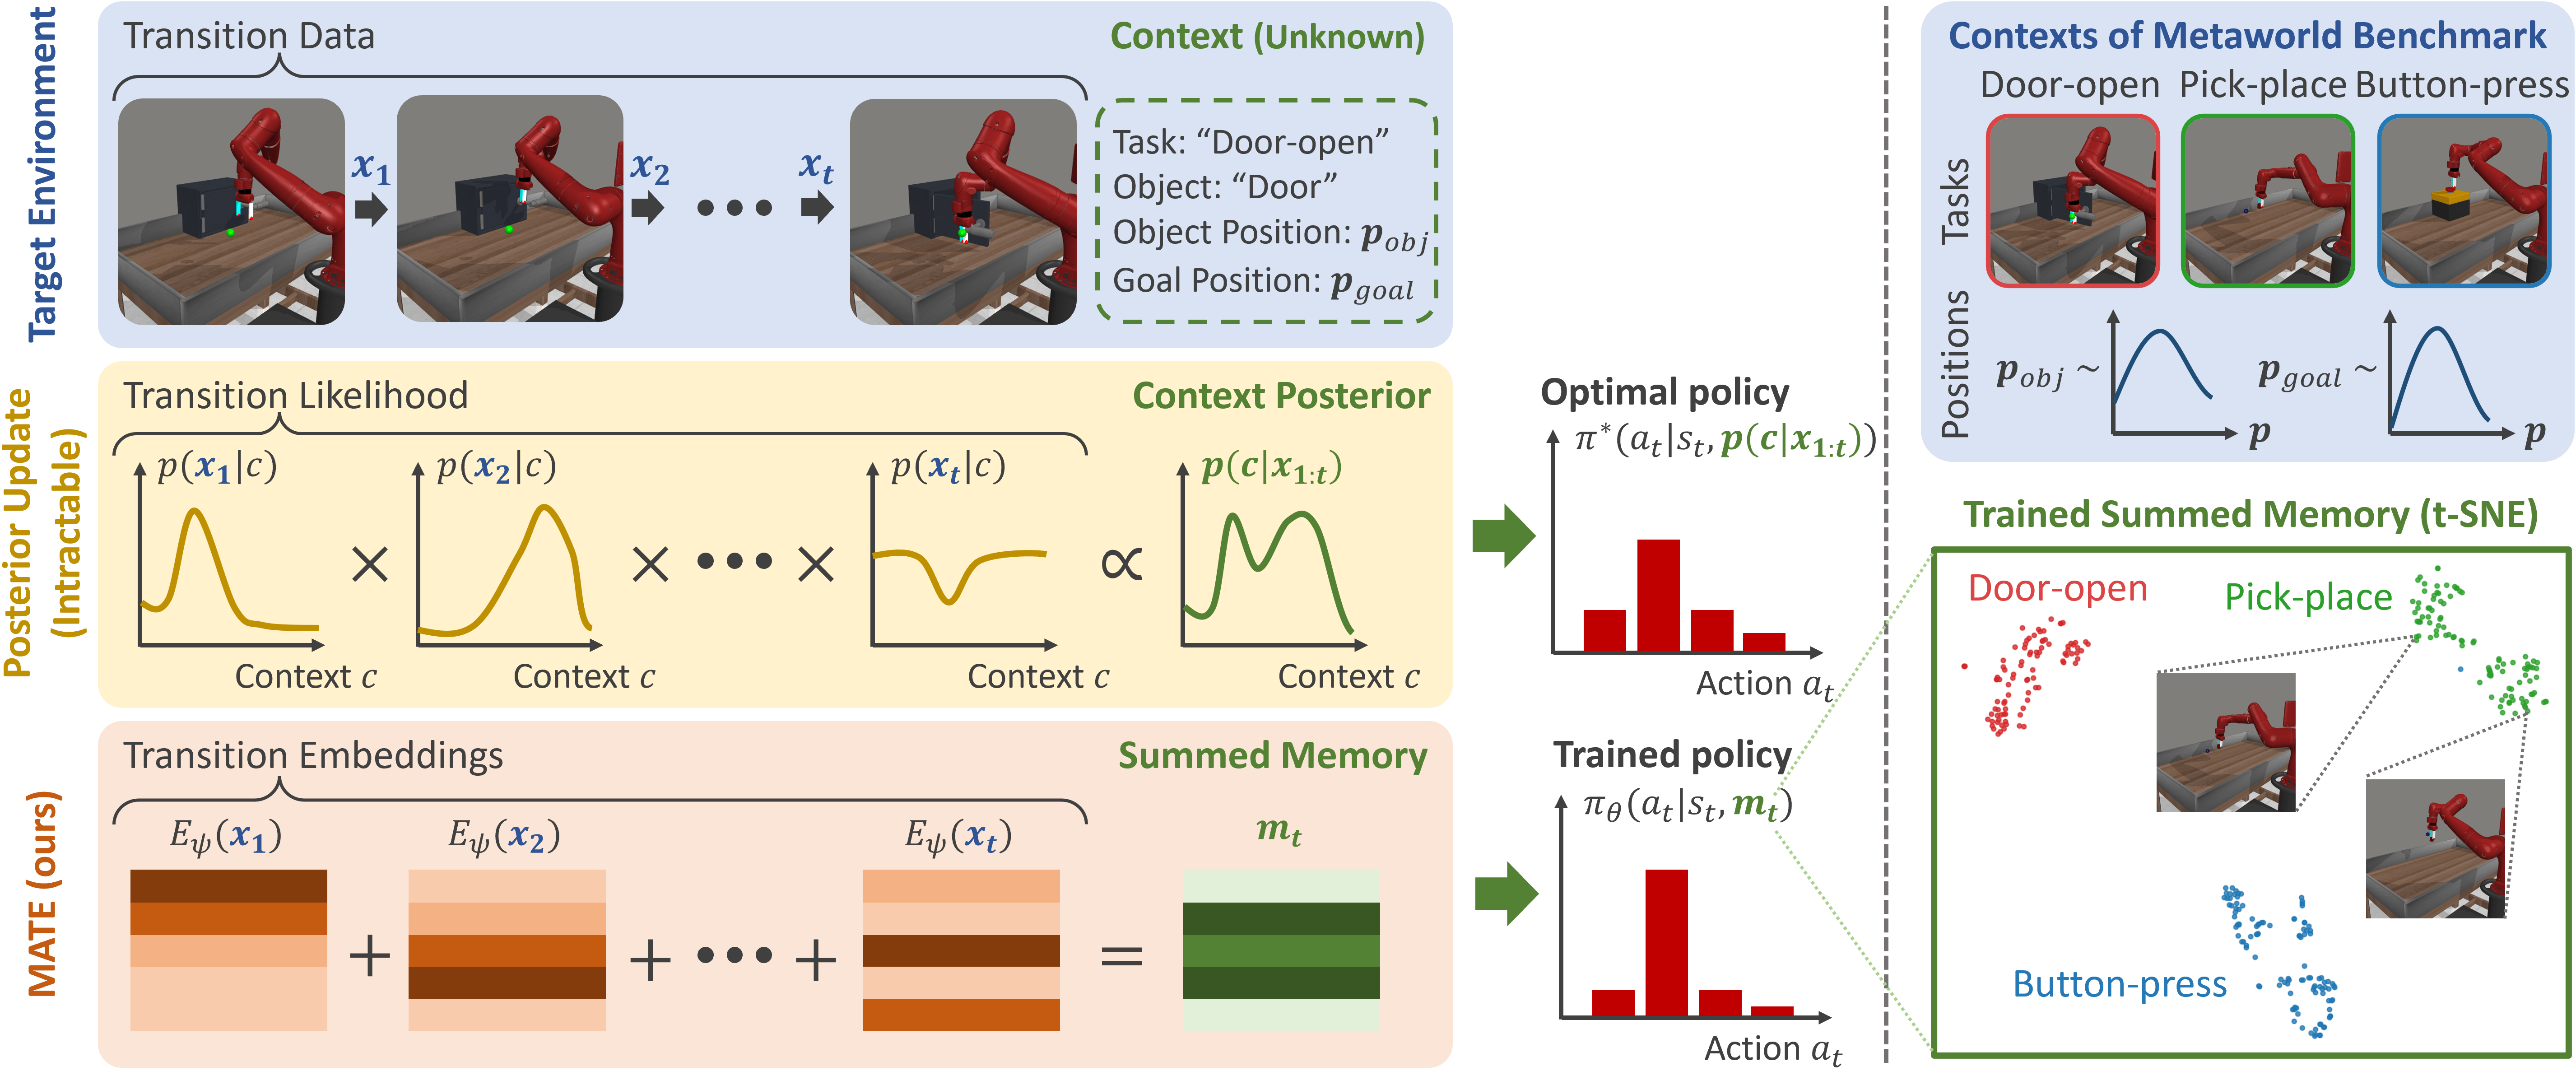 Target Environment
Transition Data
Context (Unknown)
x1
x2
xt
Task: “Door-open”
Object: “Door”
Object Position: p_obj
Goal Position: p_goal
Posterior Update
(Intractable)
Transition Likelihood
Context Posterior
p(x1|c)
p(x2|c)
p(xt|c)
p(c|x1:t)
× × ••• × ∝
Context c
Context c
Context c
Context c
MATE (ours)
Transition Embeddings
Summed Memory
Eψ(x1)
Eψ(x2)
Eψ(xt)
mt
+ + ••• + =
Optimal policy
π*(at|st, p(c|x1:t))
Action at
Trained policy
πθ(at|st, mt)
Action at
Contexts of Metaworld Benchmark
Door-open Pick-place Button-press
Tasks
Positions
p_obj ~
p
p_goal ~
p
Trained Summed Memory (t-SNE)
Door-open
Pick-place
Button-press